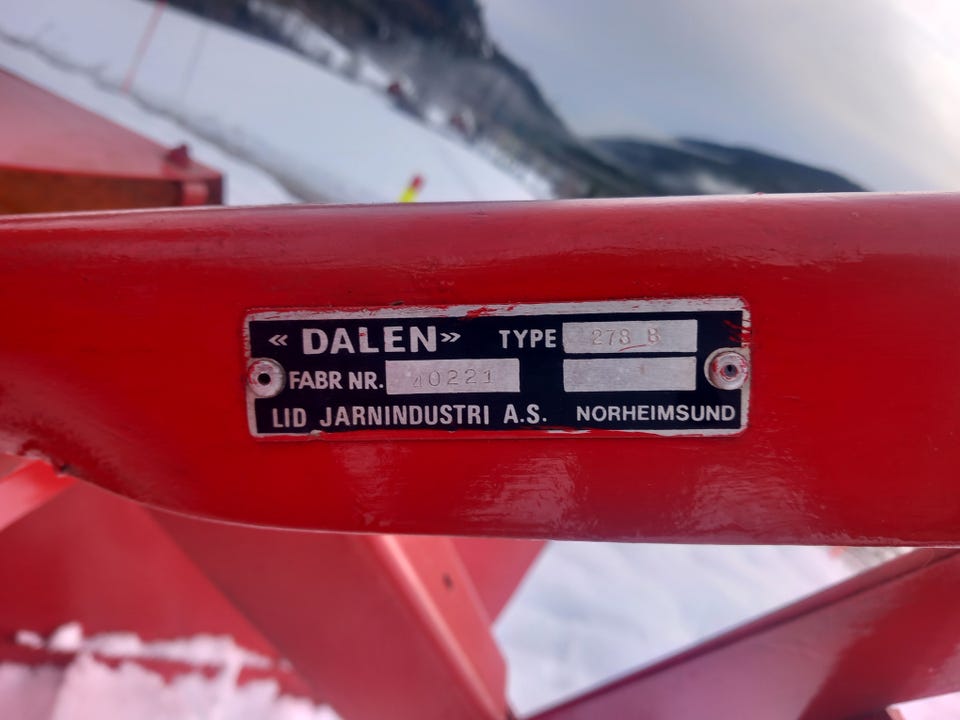 « DALEN » TYPE 278 B
FABR NR. 40221
LID JARNINDUSTRI A.S. NORHEIMSUND